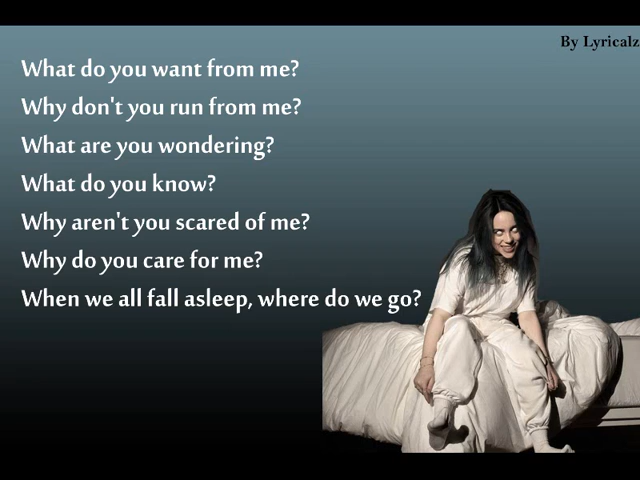 By Lyricalz
What do you want from me?
Why don't you run from me?
What are you wondering?
What do you know?
Why aren't you scared of me?
Why do you care for me?
When we all fall asleep, where do we go?